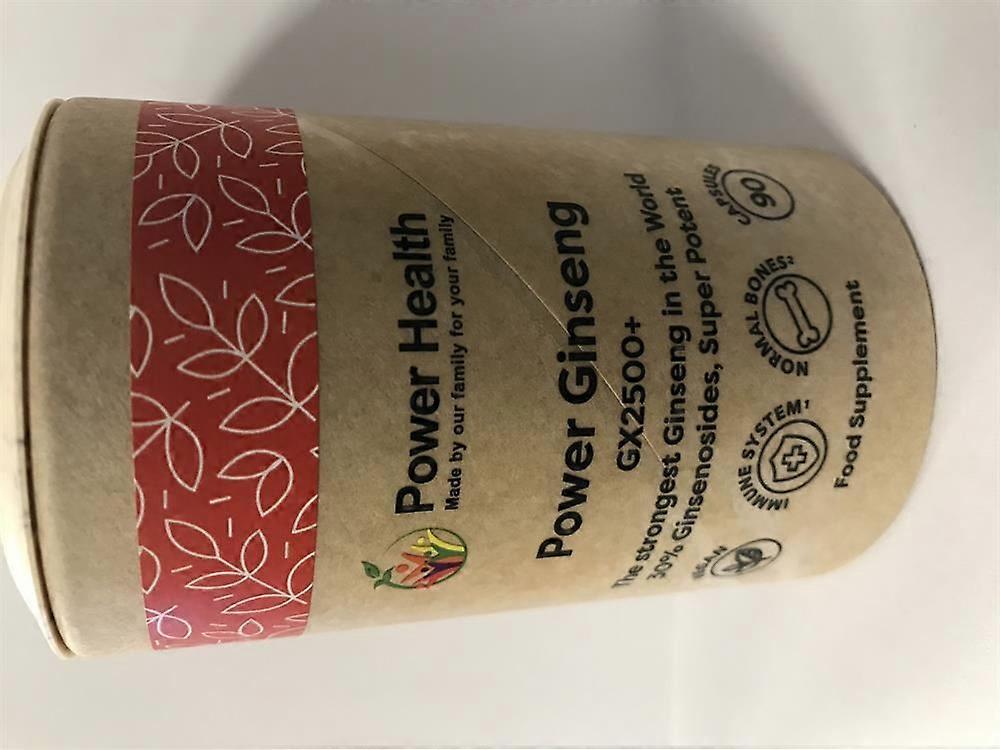 Power Health
Made by our family for your family
Power Ginseng
GX2500+
The strongest Ginseng in the World
30% Ginsenosides, Super Potent
VEGAN
IMMUNE SYSTEM¹
NORMAL BONES²
CAPSULES
90
Food Supplement